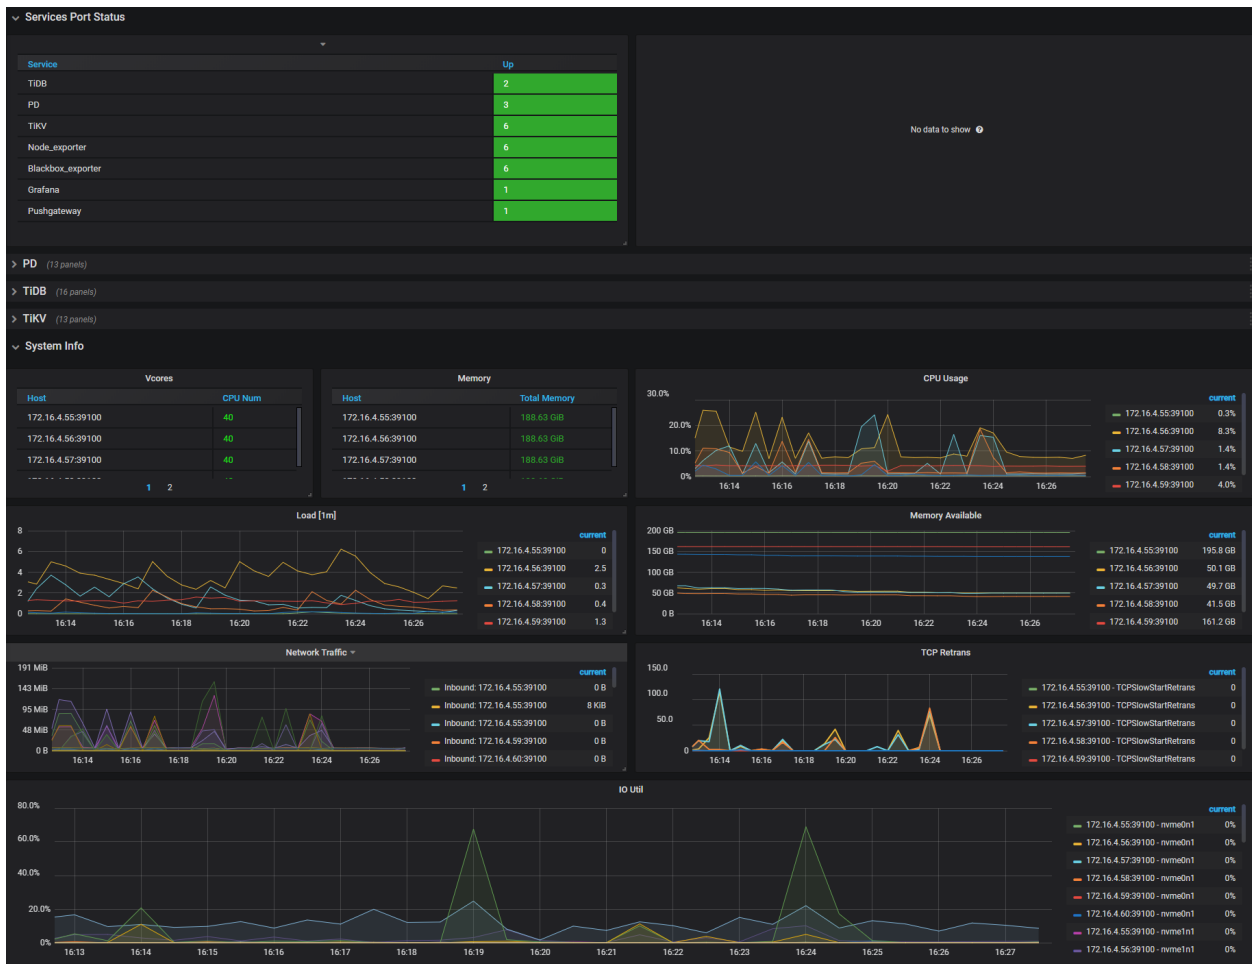 Services Port Status
Service Up
TiDB 2
PD 3
TiKV 6
Node_exporter 6
Blackbox_exporter 6
Grafana 1
Pushgateway 1
No data to show
PD (13 panels)
TiDB (16 panels)
TiKV (13 panels)
System Info
Vcores
Host CPU Num
172.16.4.55:39100 40
172.16.4.56:39100 40
172.16.4.57:39100 40
1 2
Memory
Host Total Memory
172.16.4.55:39100 188.63 GiB
172.16.4.56:39100 188.63 GiB
172.16.4.57:39100 188.63 GiB
1 2
CPU Usage
30.0%
20.0%
10.0%
0%
16:14 16:16 16:18 16:20 16:22 16:24 16:26
current
172.16.4.55:39100 0.3%
172.16.4.56:39100 8.3%
172.16.4.57:39100 1.4%
172.16.4.58:39100 1.4%
172.16.4.59:39100 4.0%
Load [1m]
8
6
4
2
0
16:14 16:16 16:18 16:20 16:22 16:24 16:26
current
172.16.4.55:39100 0
172.16.4.56:39100 2.5
172.16.4.57:39100 0.3
172.16.4.58:39100 0.4
172.16.4.59:39100 1.3
Memory Available
200 GB
150 GB
100 GB
50 GB
0 B
16:14 16:16 16:18 16:20 16:22 16:24 16:26
current
172.16.4.55:39100 195.8 GB
172.16.4.56:39100 50.1 GB
172.16.4.57:39100 49.7 GB
172.16.4.58:39100 41.5 GB
172.16.4.59:39100 161.2 GB
Network Traffic
191 MiB
143 MiB
95 MiB
48 MiB
0 B
16:14 16:16 16:18 16:20 16:22 16:24 16:26
current
Inbound: 172.16.4.55:39100 0 B
Inbound: 172.16.4.55:39100 8 KiB
Inbound: 172.16.4.55:39100 0 B
Inbound: 172.16.4.59:39100 0 B
Inbound: 172.16.4.60:39100 0 B
TCP Retrans
150.0
100.0
50.0
0
16:14 16:16 16:18 16:20 16:22 16:24 16:26
current
172.16.4.55:39100 - TCPSlowStartRetrans 0
172.16.4.56:39100 - TCPSlowStartRetrans 0
172.16.4.57:39100 - TCPSlowStartRetrans 0
172.16.4.58:39100 - TCPSlowStartRetrans 0
172.16.4.59:39100 - TCPSlowStartRetrans 0
IO Util
80.0%
60.0%
40.0%
20.0%
0%
16:13 16:14 16:15 16:16 16:17 16:18 16:19 16:20 16:21 16:22 16:23 16:24 16:25 16:26 16:27
current
172.16.4.55:39100 - nvme0n1 0%
172.16.4.56:39100 - nvme0n1 0%
172.16.4.57:39100 - nvme0n1 0%
172.16.4.58:39100 - nvme0n1 0%
172.16.4.59:39100 - nvme0n1 0%
172.16.4.60:39100 - nvme0n1 0%
172.16.4.55:39100 - nvme1n1 0%
172.16.4.56:39100 - nvme1n1 0%